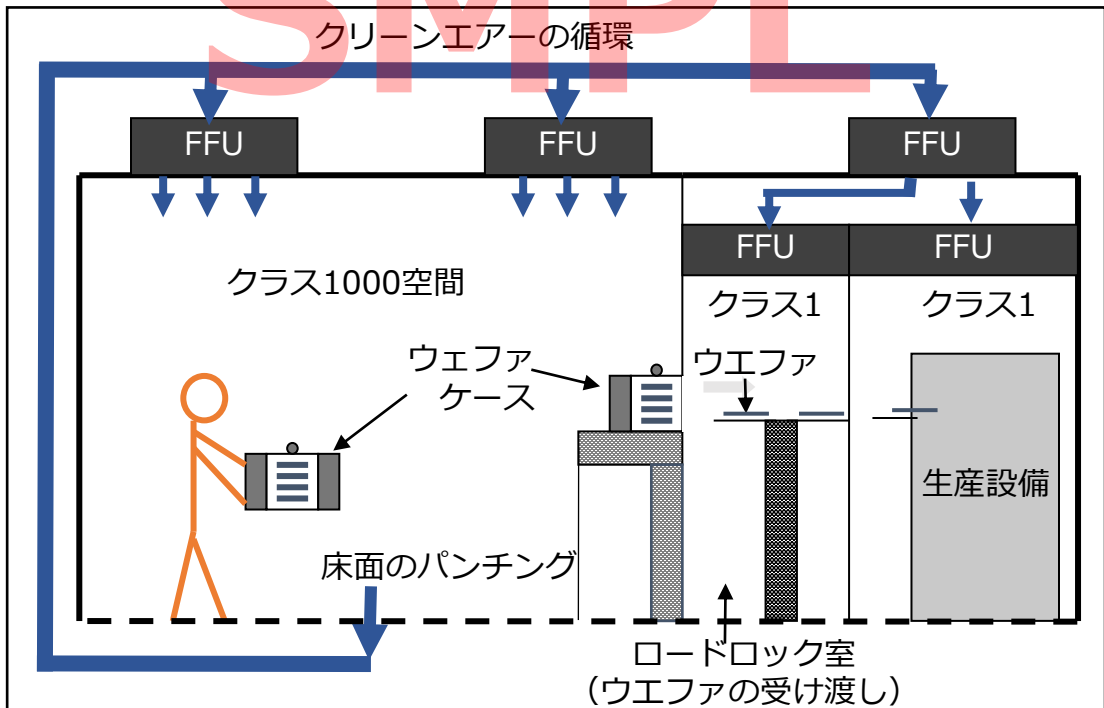 SMPL
クリーンエアーの循環
FFU
FFU
FFU
FFU
FFU
クラス1000空間
クラス1
クラス1
ウェファ
ケース
ウエファ
生産設備
床面のパンチング
ロードロック室
（ウエファの受け渡し）